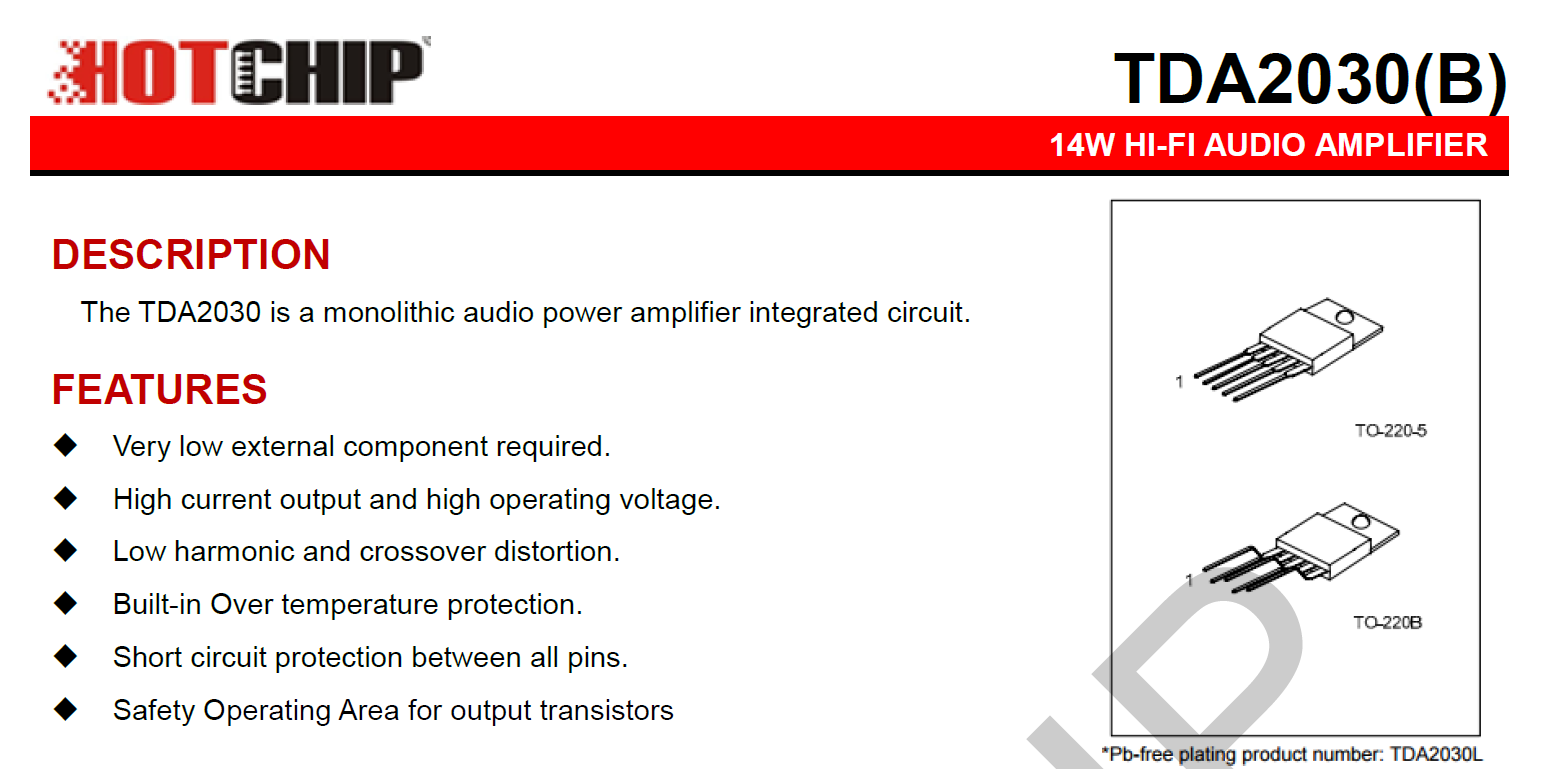 HOTCHIP
TDA2030(B)
14W HI-FI AUDIO AMPLIFIER
DESCRIPTION
The TDA2030 is a monolithic audio power amplifier integrated circuit.
FEATURES
◆ Very low external component required.
◆ High current output and high operating voltage.
◆ Low harmonic and crossover distortion.
◆ Built-in Over temperature protection.
◆ Short circuit protection between all pins.
◆ Safety Operating Area for output transistors
1
TO-220-5
1
TO-220B
*Pb-free plating product number: TDA2030L